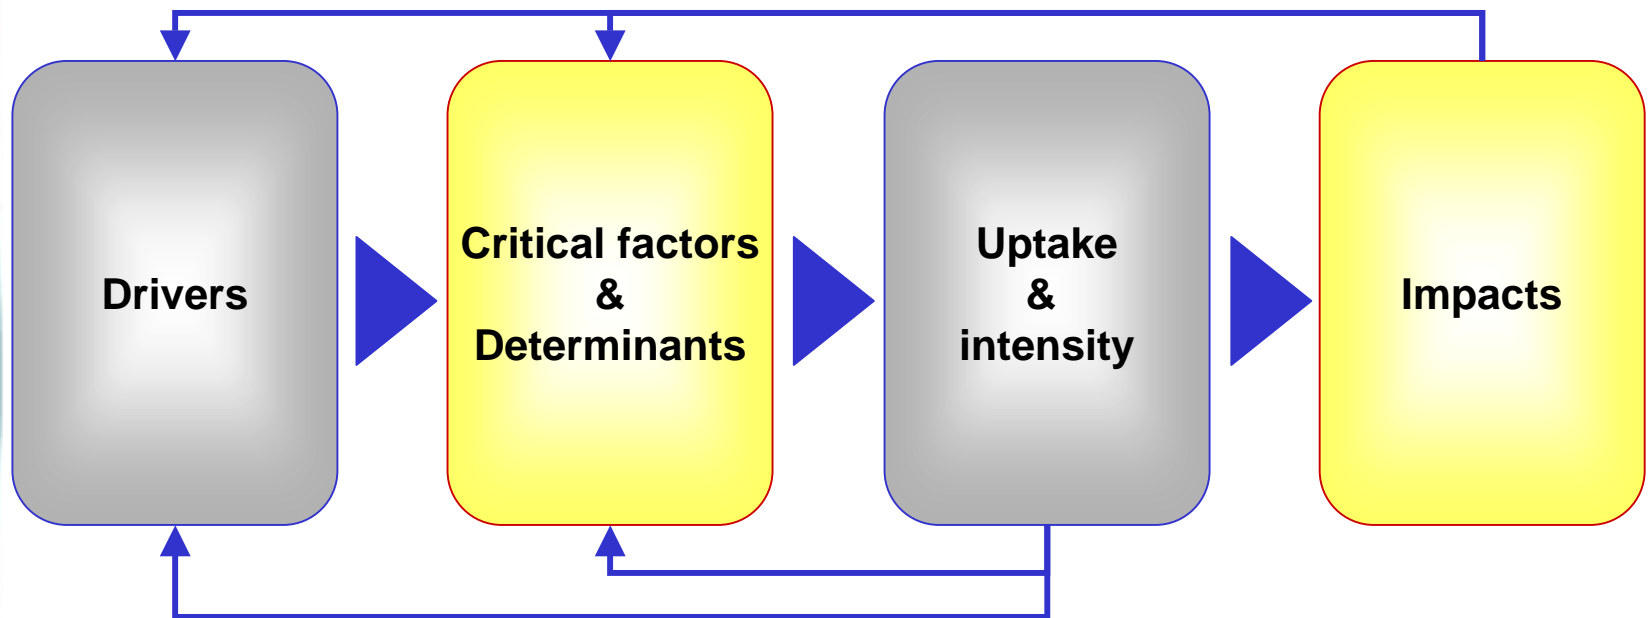 Drivers
Critical factors
&
Determinants
Uptake
&
intensity
Impacts